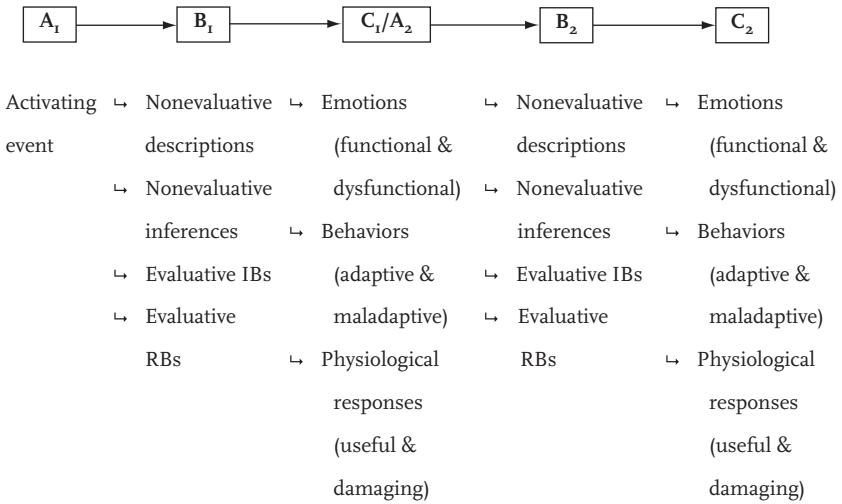 A₁ B₁ C₁/A₂ B₂ C₂
Activating ↳ Nonevaluative ↳ Emotions ↳ Nonevaluative ↳ Emotions
event descriptions (functional & descriptions (functional &
↳ Nonevaluative dysfunctional) ↳ Nonevaluative dysfunctional)
inferences ↳ Behaviors inferences ↳ Behaviors
↳ Evaluative IBs (adaptive & ↳ Evaluative IBs (adaptive &
↳ Evaluative maladaptive) ↳ Evaluative maladaptive)
RBs ↳ Physiological RBs ↳ Physiological
responses responses
(useful & (useful &
damaging) damaging)